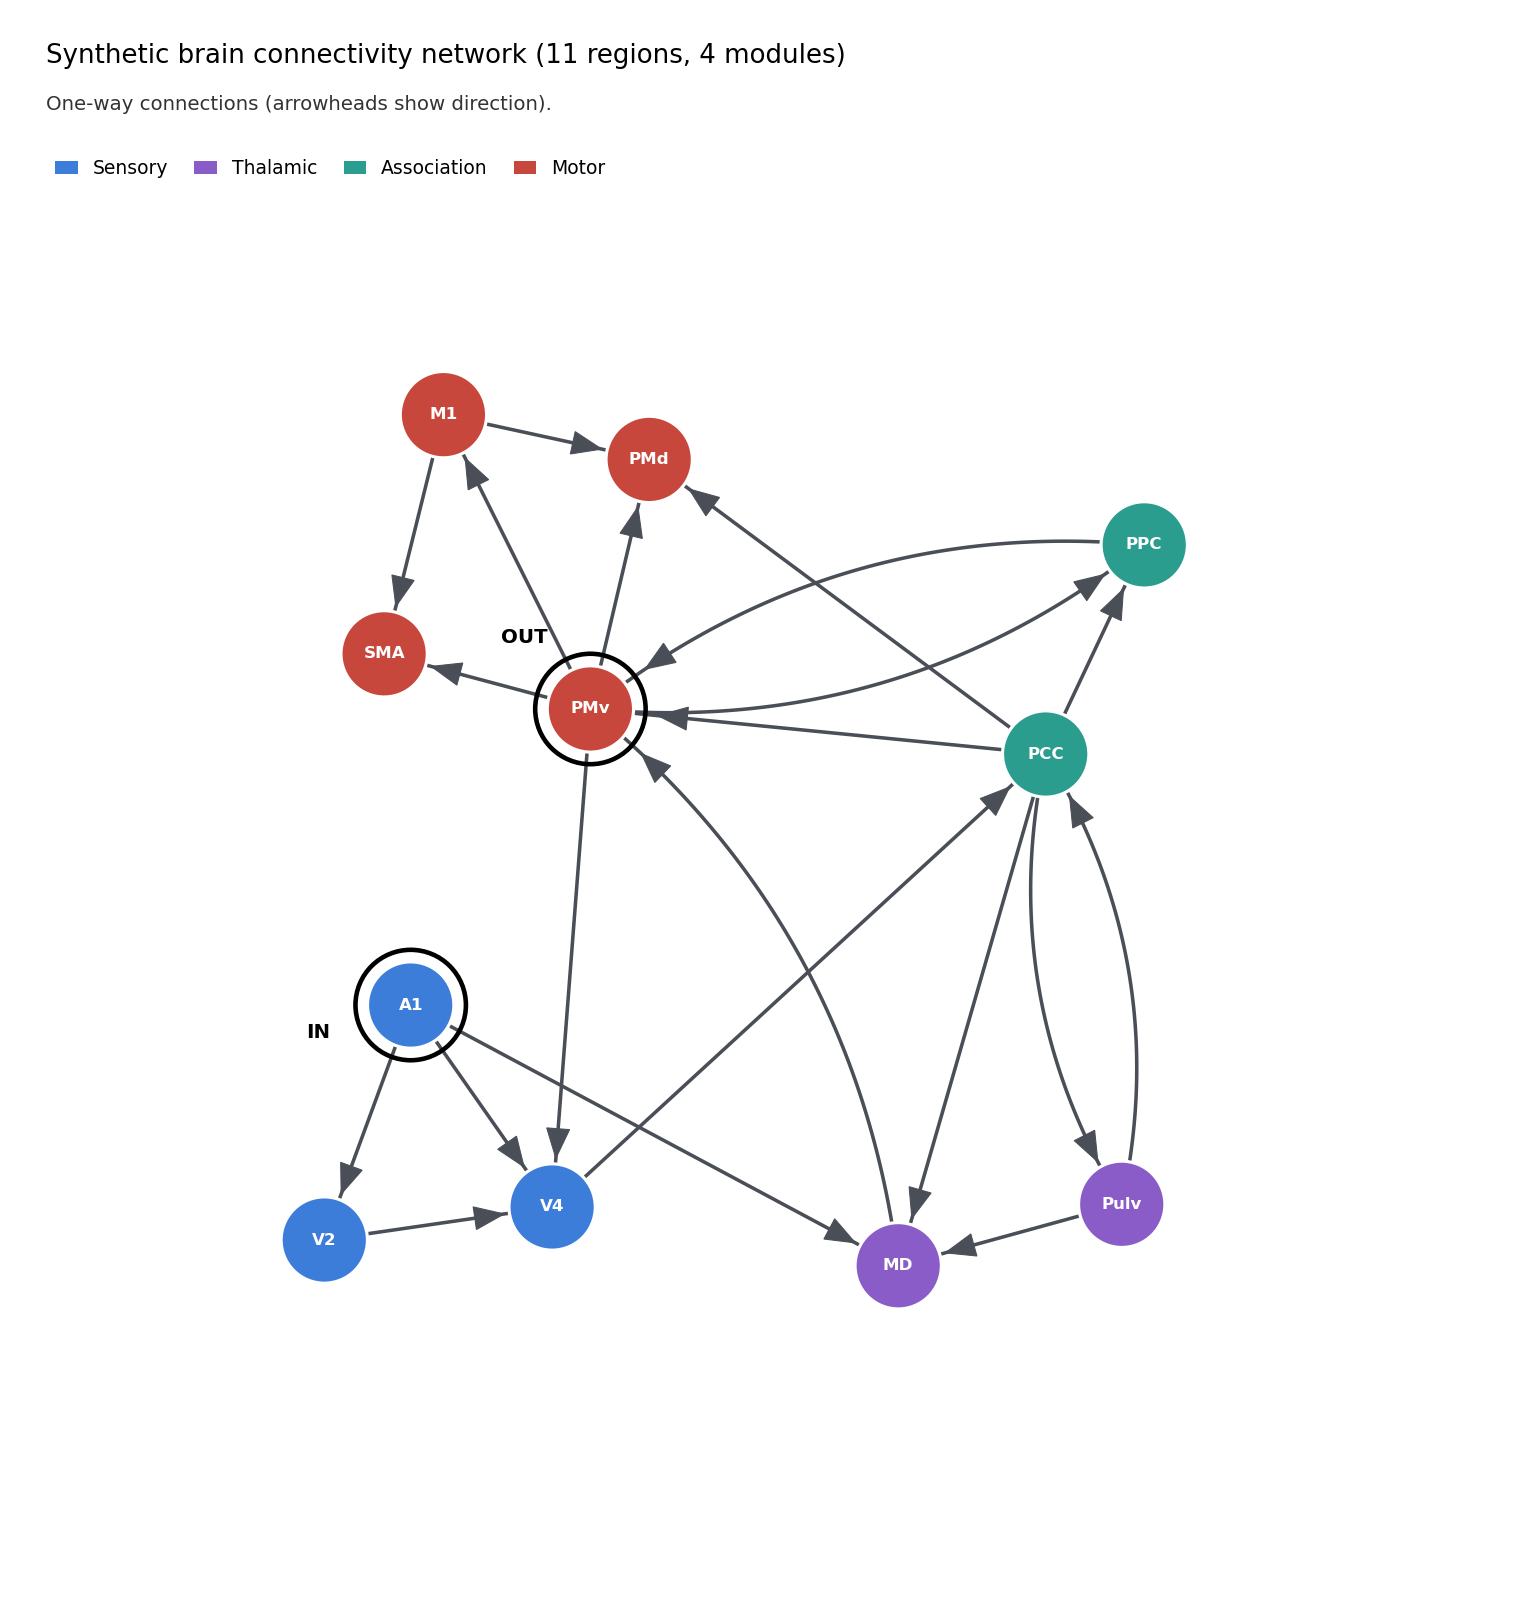 Synthetic brain connectivity network (11 regions, 4 modules)
One-way connections (arrowheads show direction).
Sensory Thalamic Association Motor
M1
PMd
PPC
OUT
SMA
PMv
PCC
A1
IN
V4
Pulv
V2
MD